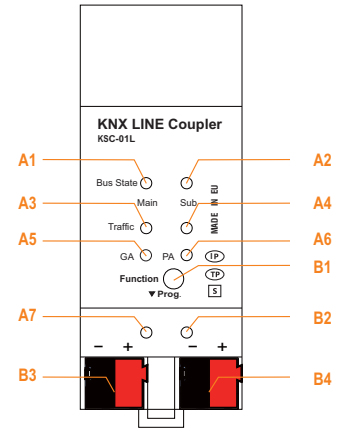 KNX LINE Coupler
KSC-01L
A1
A2
Bus State
Main
Sub
MADE IN EU
A3
A4
Traffic
A5
A6
GA
PA
IP
B1
Function
TP
▼ Prog.
S
A7
B2
– +
– +
B3
B4